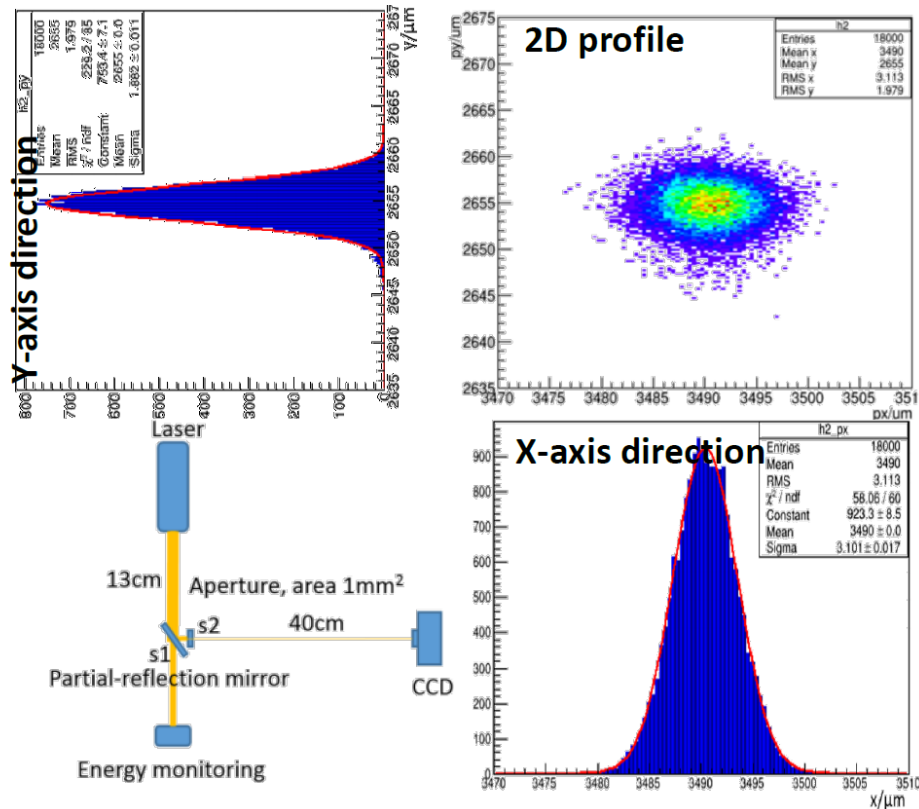 Y-axis direction
h2_py
Entries 18000
Mean 2655
RMS 1.979
χ² / ndf
Constant 753.4 ± 7.1
Mean 2655 ± 0.0
Sigma 1.882 ± 0.011
y/μm
2670
2665
2660
2655
2650
2645
2640
2635
800 700 600 500 400 300 200 100 0
2D profile
h2
Entries 18000
Mean x 3490
Mean y 2655
RMS x 3.113
RMS y 1.979
py/um
2675
2670
2665
2660
2655
2650
2645
2640
2635
3470 3475 3480 3485 3490 3495 3500 3505 3510
px/um
Laser
13cm
Aperture, area 1mm²
s2
40cm
s1
Partial-reflection mirror
CCD
Energy monitoring
X-axis direction
h2_px
Entries 18000
Mean 3490
RMS 3.113
χ² / ndf 58.06 / 60
Constant 923.3 ± 8.5
Mean 3490 ± 0.0
Sigma 3.101 ± 0.017
900
800
700
600
500
400
300
200
100
0
3470 3475 3480 3485 3490 3495 3500 3505 3510
x/μm